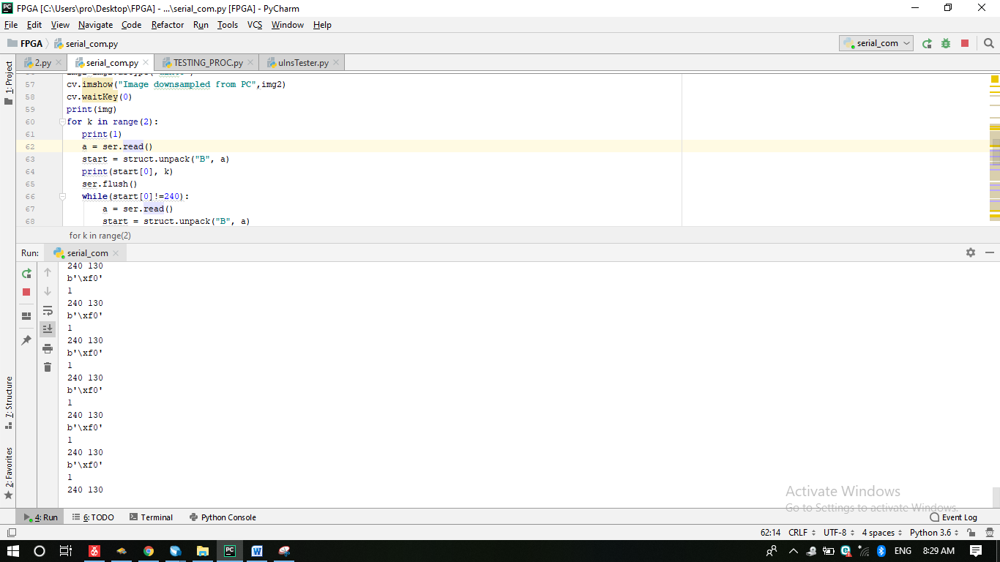 FPGA [C:\Users\pro\Desktop\FPGA] - ...\serial_com.py [FPGA] - PyCharm
File Edit View Navigate Code Refactor Run Tools VCS Window Help
FPGA serial_com.py serial_com
2.py serial_com.py TESTING_PROC.py uInsTester.py
1: Project
57 cv.imshow("Image downsampled from PC",img2)
58 cv.waitKey(0)
59 print(img)
60 for k in range(2):
61 print(1)
62 a = ser.read()
63 start = struct.unpack("B", a)
64 print(start[0], k)
65 ser.flush()
66 while(start[0]!=240):
67 a = ser.read()
68 start = struct.unpack("B", a)
for k in range(2)
Run: serial_com
240 130
b'\xf0'
1
240 130
b'\xf0'
1
240 130
b'\xf0'
1
240 130
b'\xf0'
1
240 130
b'\xf0'
1
240 130
b'\xf0'
1
240 130
7: Structure
2: Favorites
Activate Windows
Go to Settings to activate Windows.
4: Run 6: TODO Terminal Python Console Event Log
62:14 CRLF UTF-8 4 spaces Python 3.6
ENG 8:29 AM